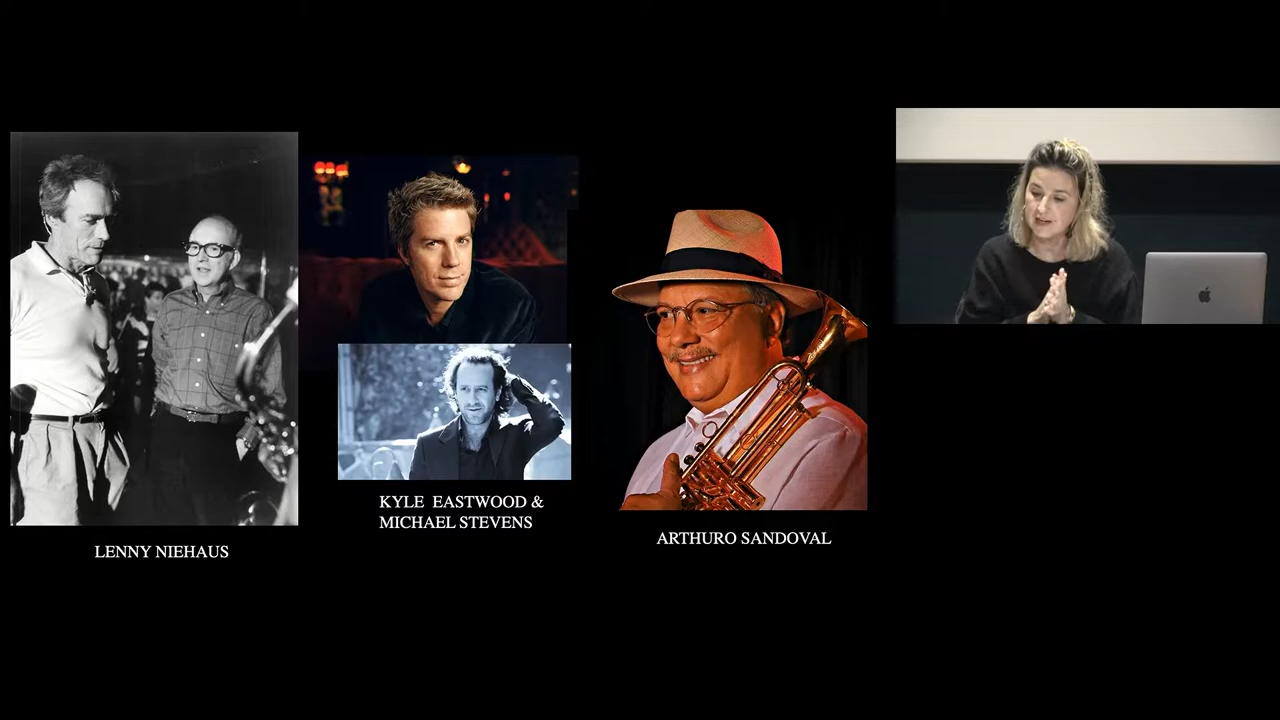 LENNY NIEHAUS
KYLE EASTWOOD &
MICHAEL STEVENS
ARTHURO SANDOVAL